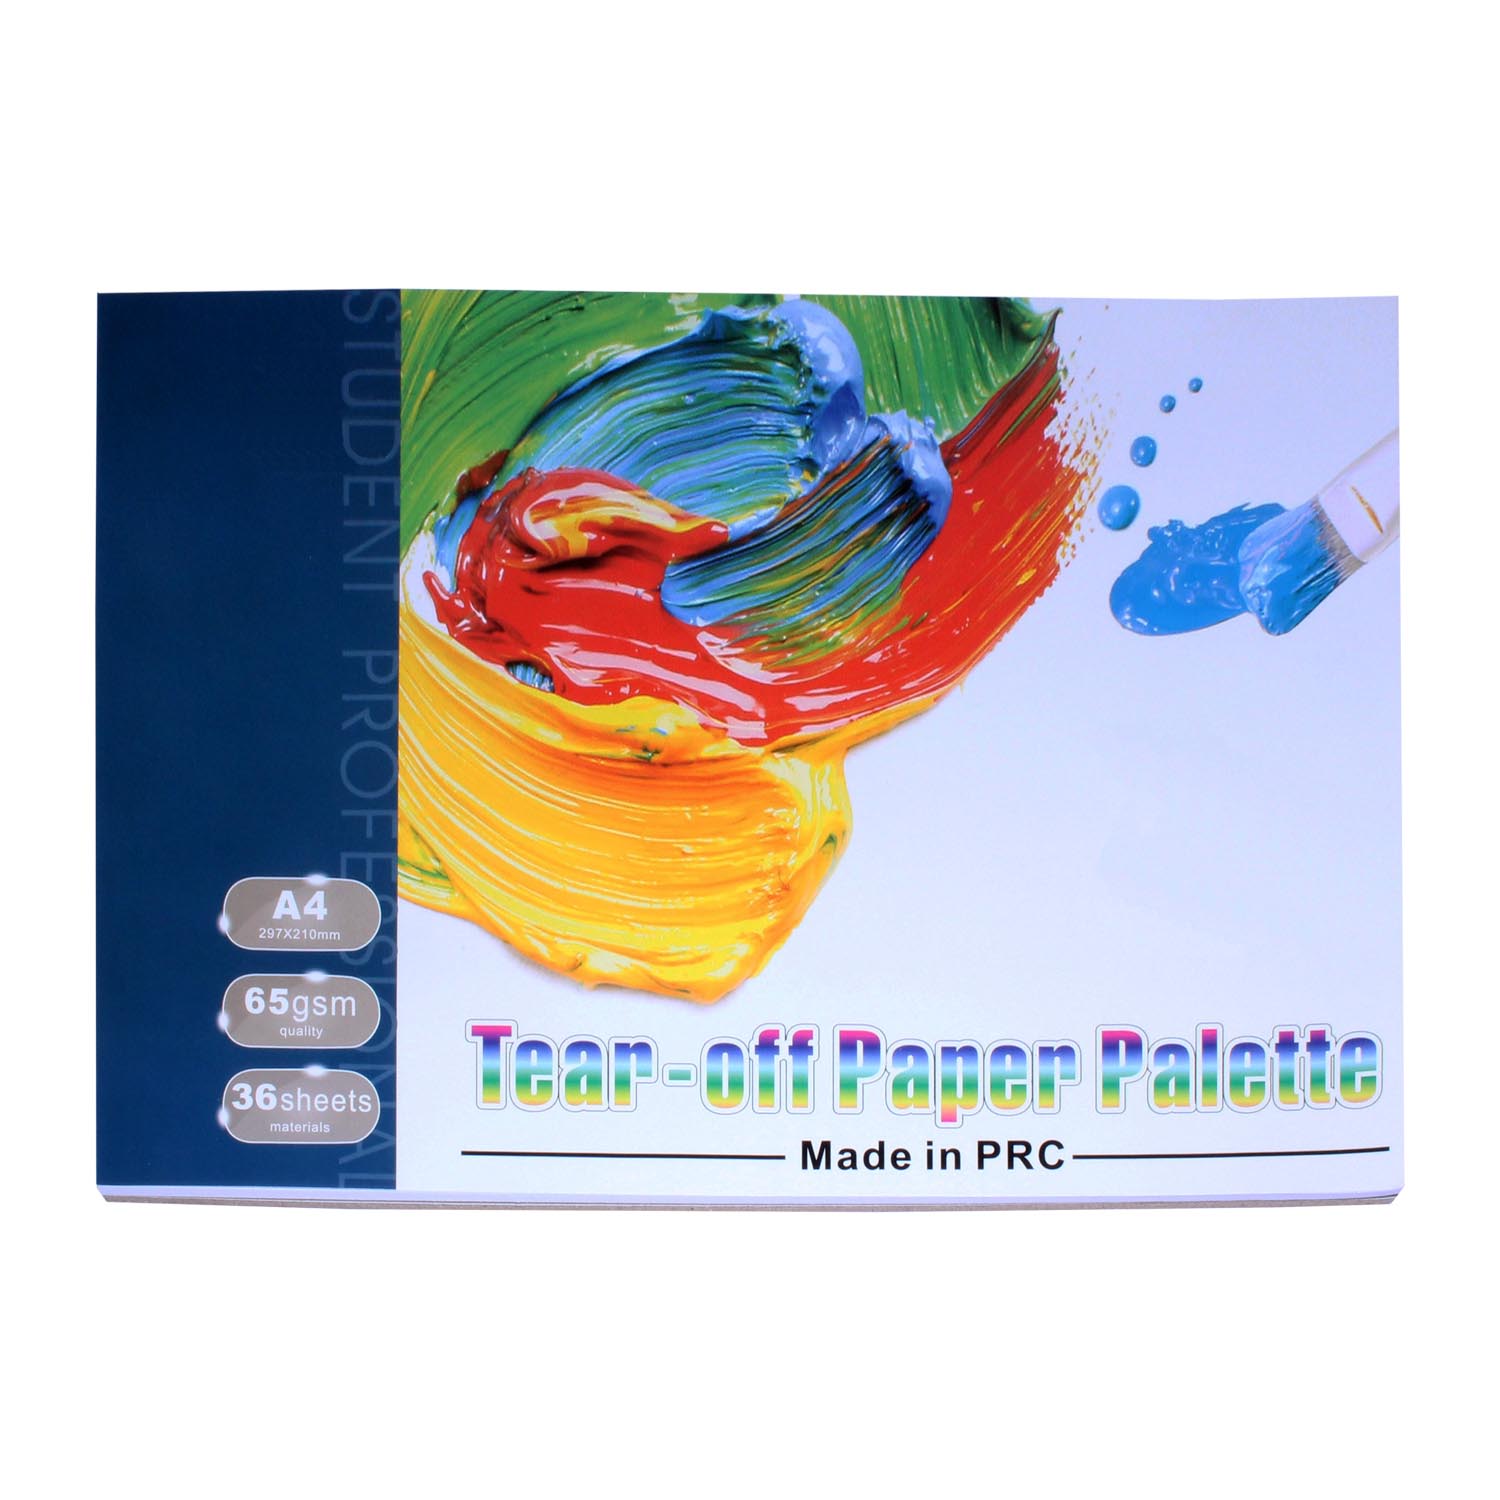 STUDENT PROFESSIONAL
A4
297X210mm
65gsm
quality
36sheets
materials
Tear-off Paper Palette
Made in PRC